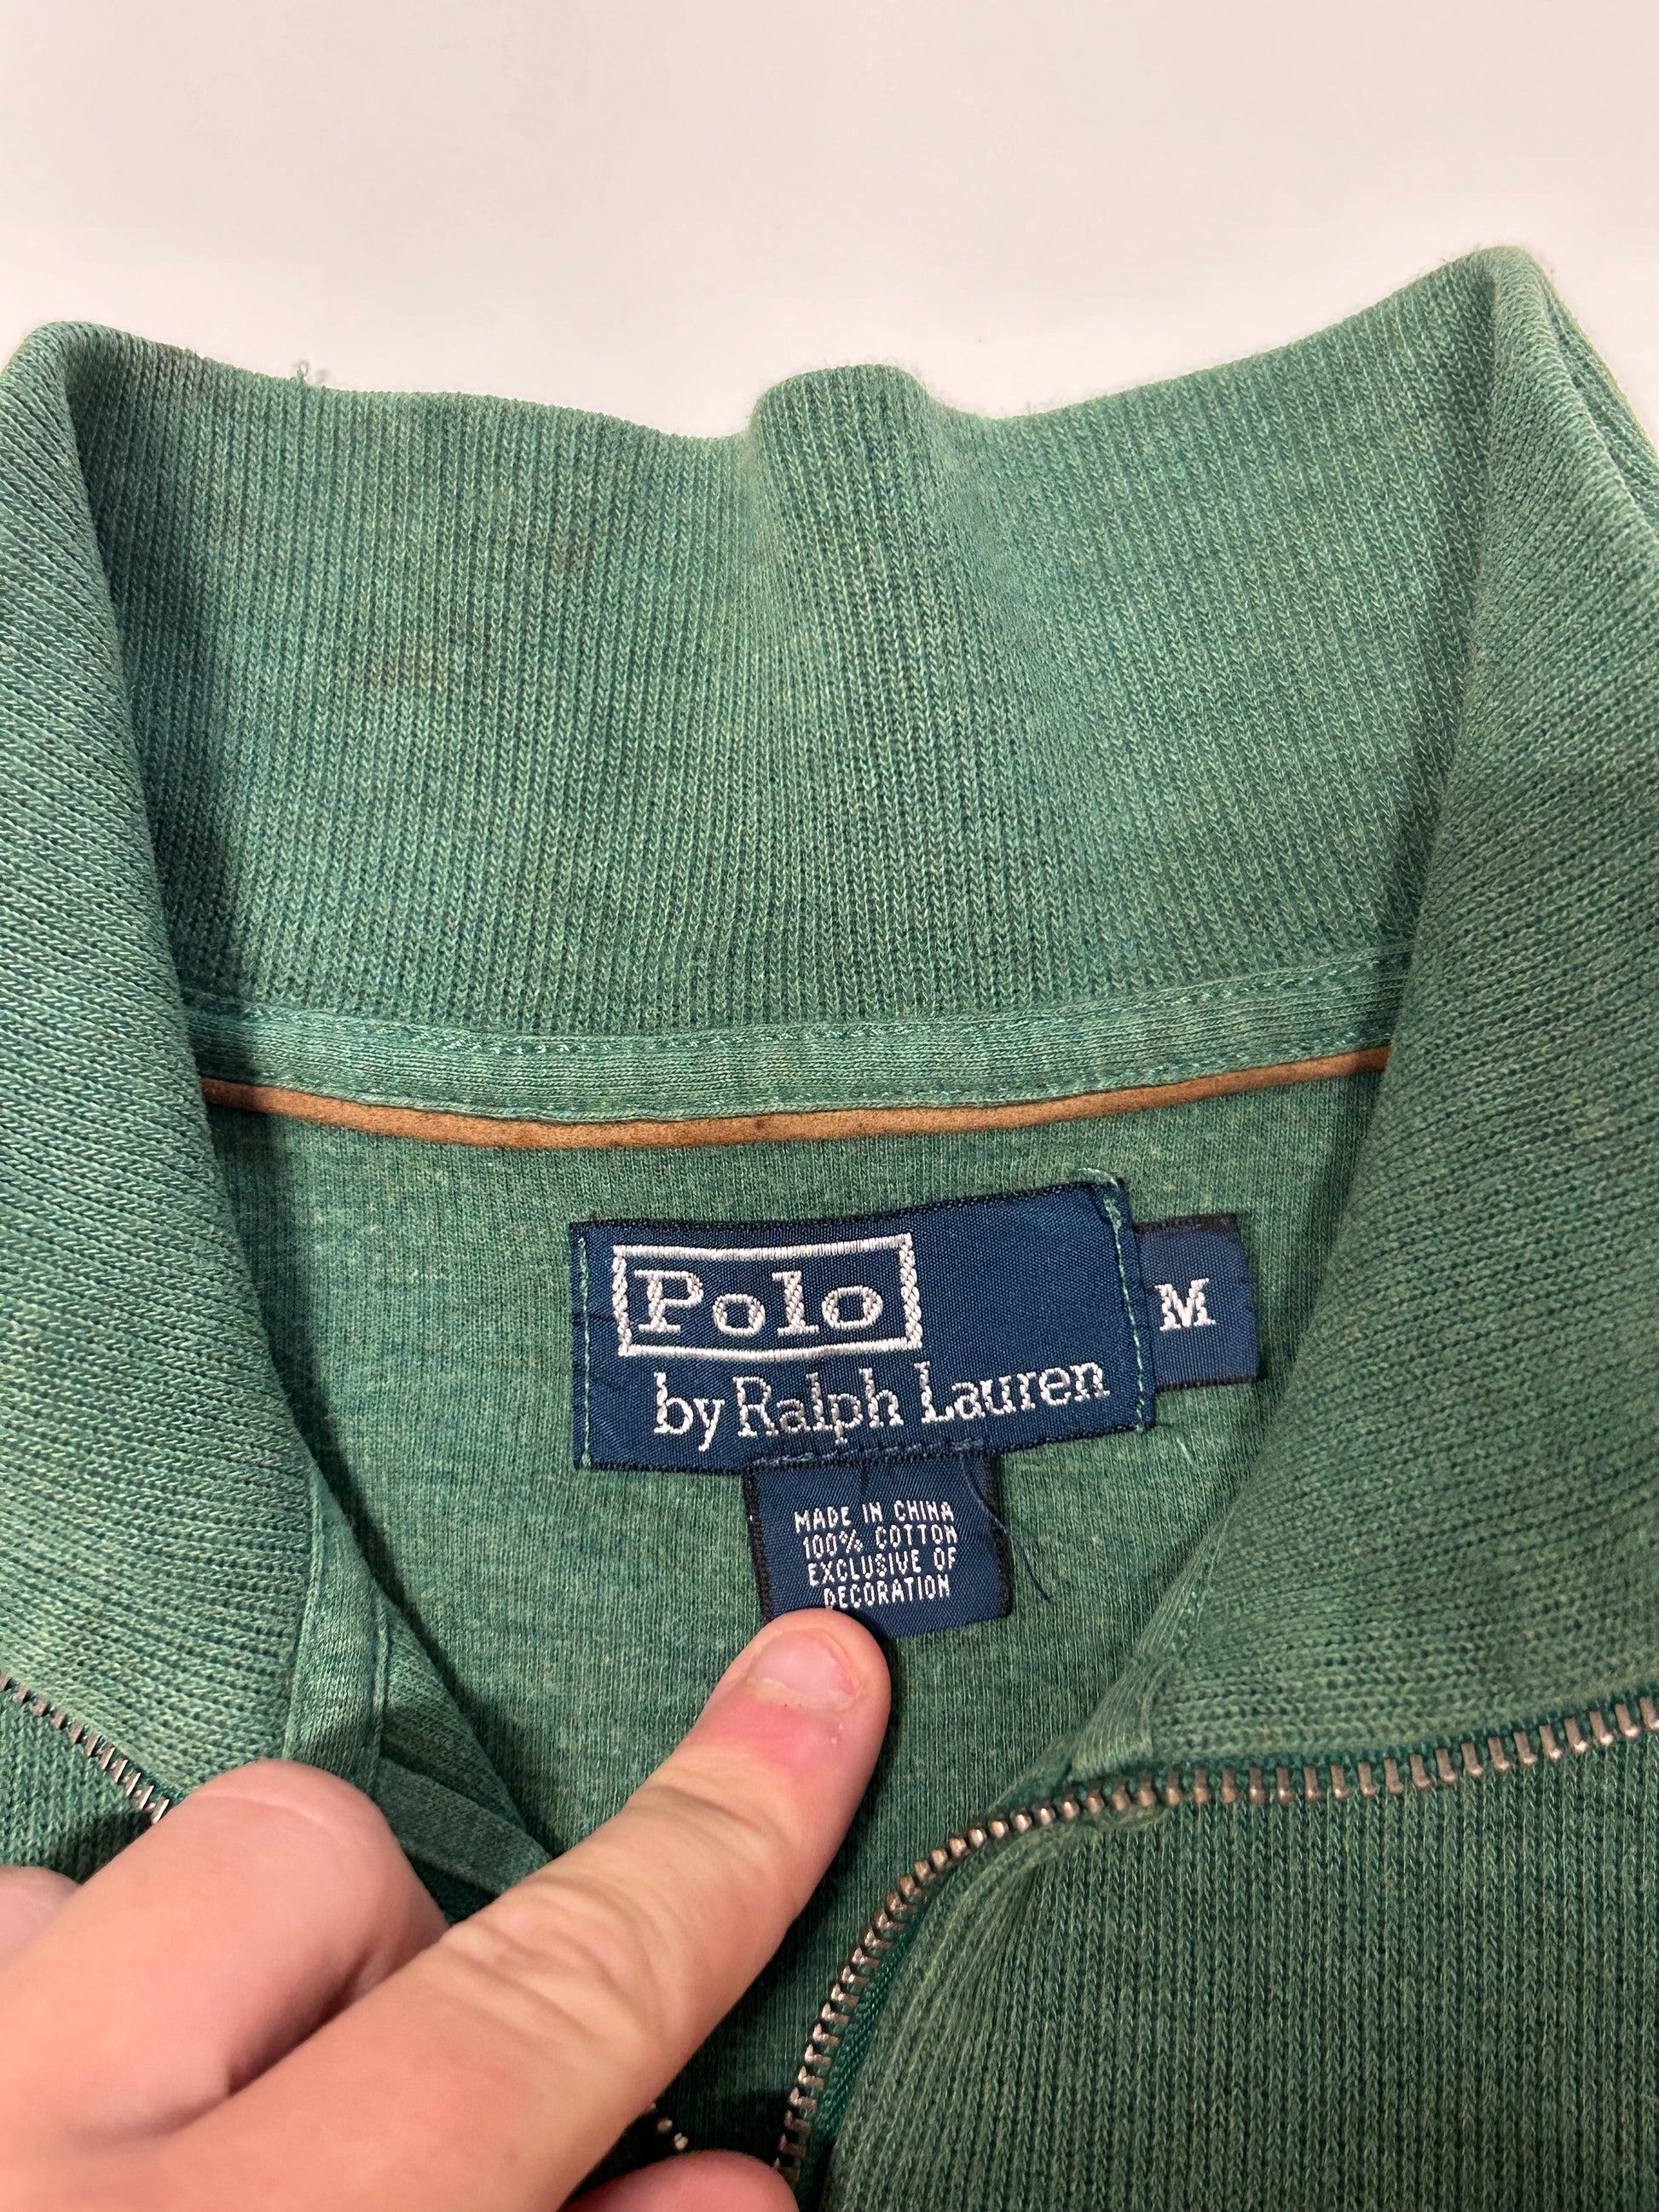 Polo
by Ralph Lauren
M
MADE IN CHINA
100% COTTON
EXCLUSIVE OF
DECORATION